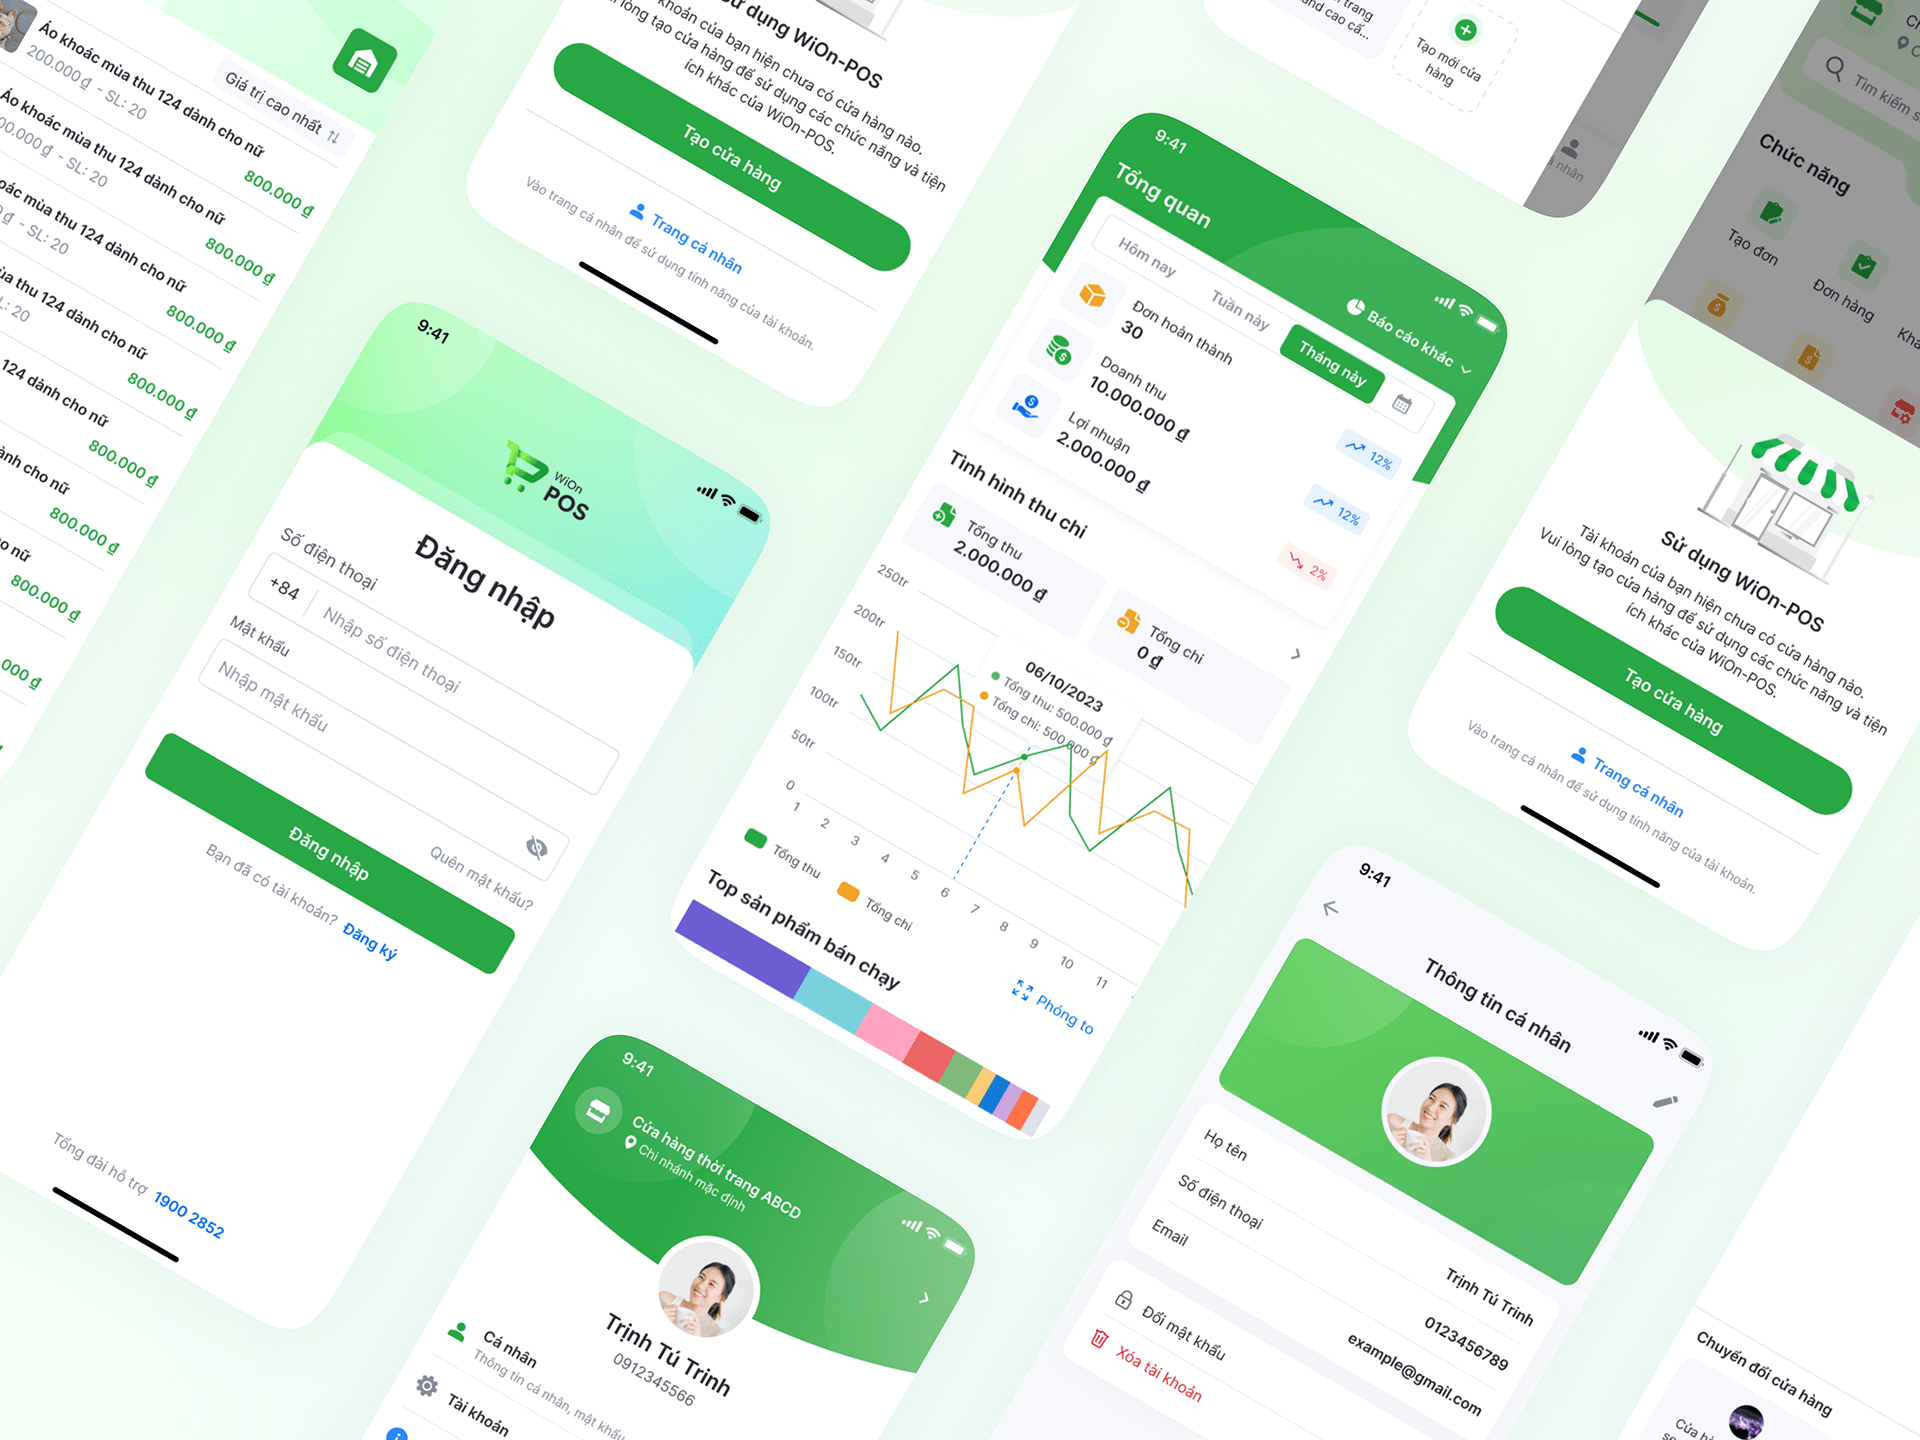 Áo khoác mùa thu 124 dành cho nữ
200.000₫ - SL: 20
800.000 ₫
Giá trị cao nhất
Áo khoác mùa thu 124 dành cho nữ
00.000₫ - SL: 20
800.000 ₫
oác mùa thu 124 dành cho nữ
₫ - SL: 20
800.000 ₫
ùa thu 124 dành cho nữ
L: 20
800.000 ₫
124 dành cho nữ
800.000 ₫
ành cho nữ
800.000 ₫
o nữ
800.000 ₫
.000 ₫
Sử dụng WiOn-POS
khoản của bạn hiện chưa có cửa hàng nào.
Vui lòng tạo cửa hàng để sử dụng các chức năng và tiện
ích khác của WiOn-POS.
Tạo cửa hàng
Trang cá nhân
Vào trang cá nhân để sử dụng tính năng của tài khoản.
9:41
WiOn
POS
Đăng nhập
Số điện thoại
+84
Nhập số điện thoại
Mật khẩu
Nhập mật khẩu
Quên mật khẩu?
Đăng nhập
Bạn đã có tài khoản? Đăng ký
Tổng đài hỗ trợ 1900 2852
9:41
Tổng quan
Báo cáo khác
Hôm nay
Tuần này
Tháng này
Đơn hoàn thành
30
12%
Doanh thu
10.000.000 ₫
12%
Lợi nhuận
2.000.000 ₫
2%
Tình hình thu chi
Tổng thu
2.000.000 ₫
Tổng chi
0 ₫
250tr
200tr
150tr
100tr
50tr
0
06/10/2023
Tổng thu: 500.000 ₫
Tổng chi: 500.000 ₫
1
2
3
4
5
6
7
8
9
10
11
Tổng thu
Tổng chi
Phóng to
Top sản phẩm bán chạy
trang
und cao cấ...
Tạo mới cửa
hàng
nhân
Tìm kiếm s
Chức năng
Tạo đơn
Đơn hàng
Khá
Sử dụng WiOn-POS
Tài khoản của bạn hiện chưa có cửa hàng nào.
Vui lòng tạo cửa hàng để sử dụng các chức năng và tiện
ích khác của WiOn-POS.
Tạo cửa hàng
Trang cá nhân
Vào trang cá nhân để sử dụng tính năng của tài khoản.
9:41
Cửa hàng thời trang ABCD
Chi nhánh mặc định
Trịnh Tú Trinh
0912345566
Cá nhân
Thông tin cá nhân, mật khẩu
Tài khoản
9:41
Thông tin cá nhân
Họ tên
Trịnh Tú Trinh
Số điện thoại
0123456789
Email
example@gmail.com
Đổi mật khẩu
Xóa tài khoản
Chuyển đổi cửa hàng
Cửa h